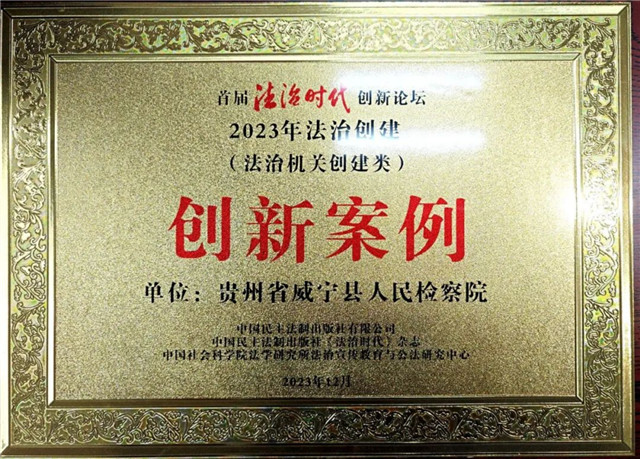 首届法治时代创新论坛
2023年法治创建
（法治机关创建类）
创新案例
单位：贵州省威宁县人民检察院
中国民主法制出版社有限公司
中国民主法制出版社《法治时代》杂志
中国社会科学院法学研究所法治宣传教育与公法研究中心
2023年12月